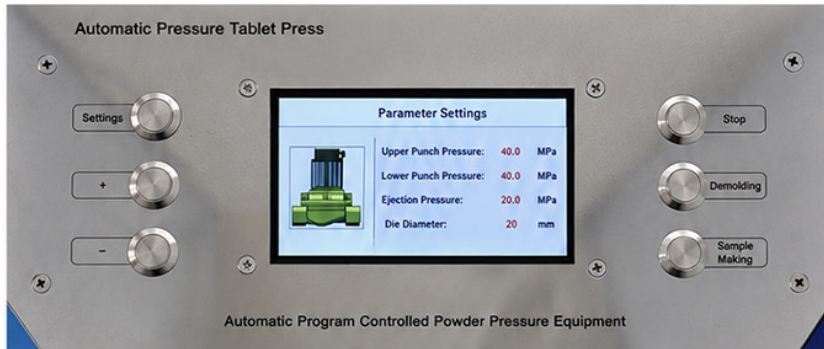 Automatic Pressure Tablet Press
Settings
+
−
Parameter Settings
Upper Punch Pressure: 40.0 MPa
Lower Punch Pressure: 40.0 MPa
Ejection Pressure: 20.0 MPa
Die Diameter: 20 mm
Stop
Demolding
Sample
Making
Automatic Program Controlled Powder Pressure Equipment